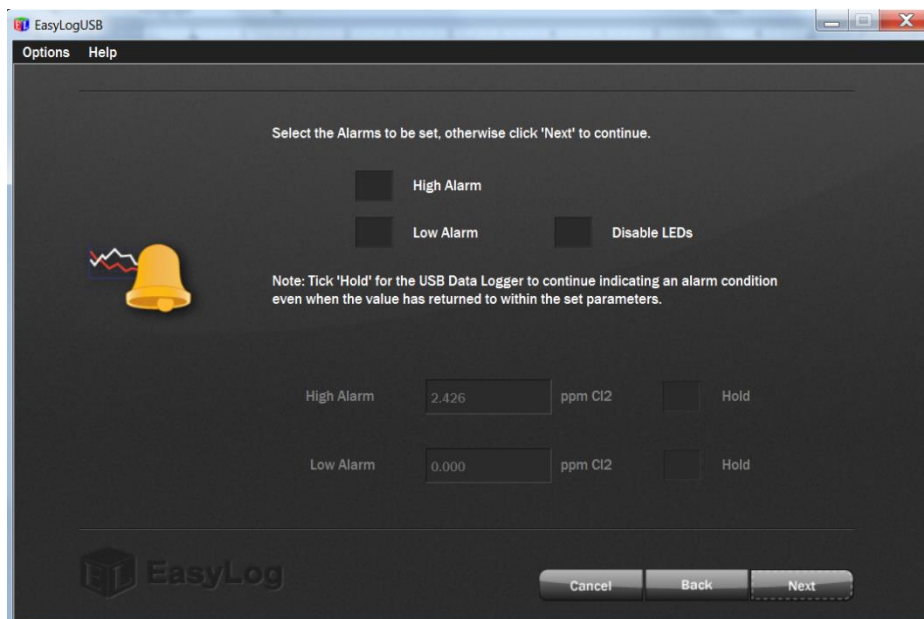 EasyLogUSB
Options Help
Select the Alarms to be set, otherwise click 'Next' to continue.
High Alarm
Low Alarm Disable LEDs
Note: Tick 'Hold' for the USB Data Logger to continue indicating an alarm condition
even when the value has returned to within the set parameters.
High Alarm 2.426 ppm Cl2 Hold
Low Alarm 0.000 ppm Cl2 Hold
EL EasyLog
Cancel Back Next